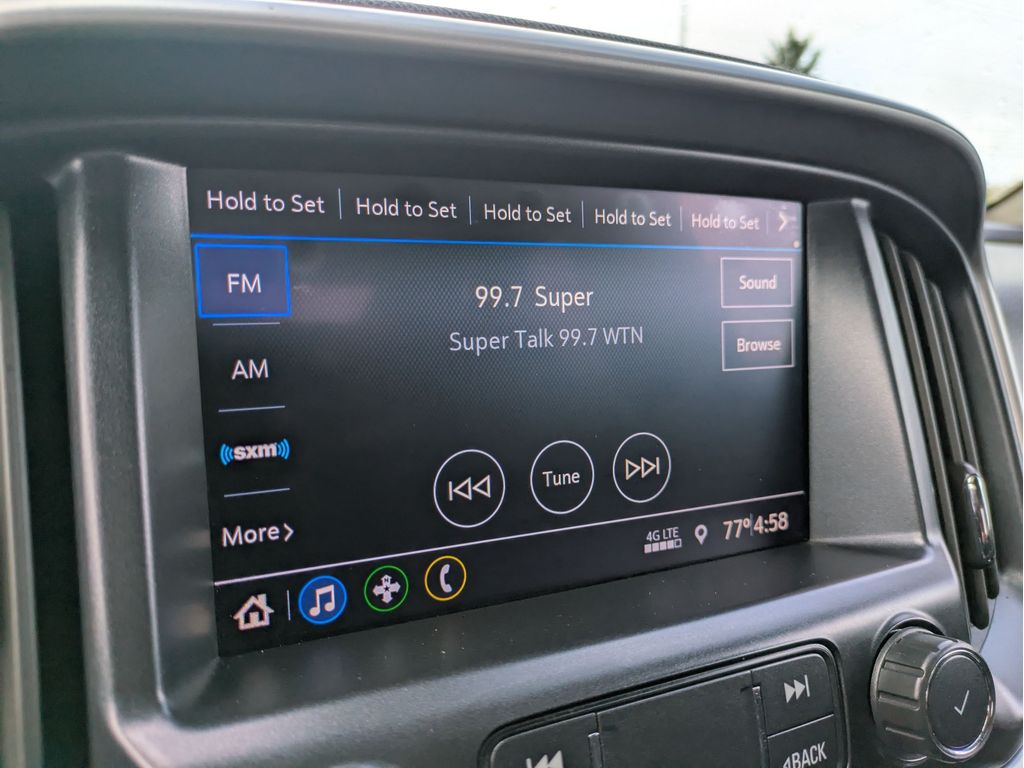 Hold to Set Hold to Set Hold to Set Hold to Set Hold to Set
FM
99.7 Super
Sound
Super Talk 99.7 WTN
Browse
AM
sxm
Tune
More
4G LTE
77° 4:58
BACK